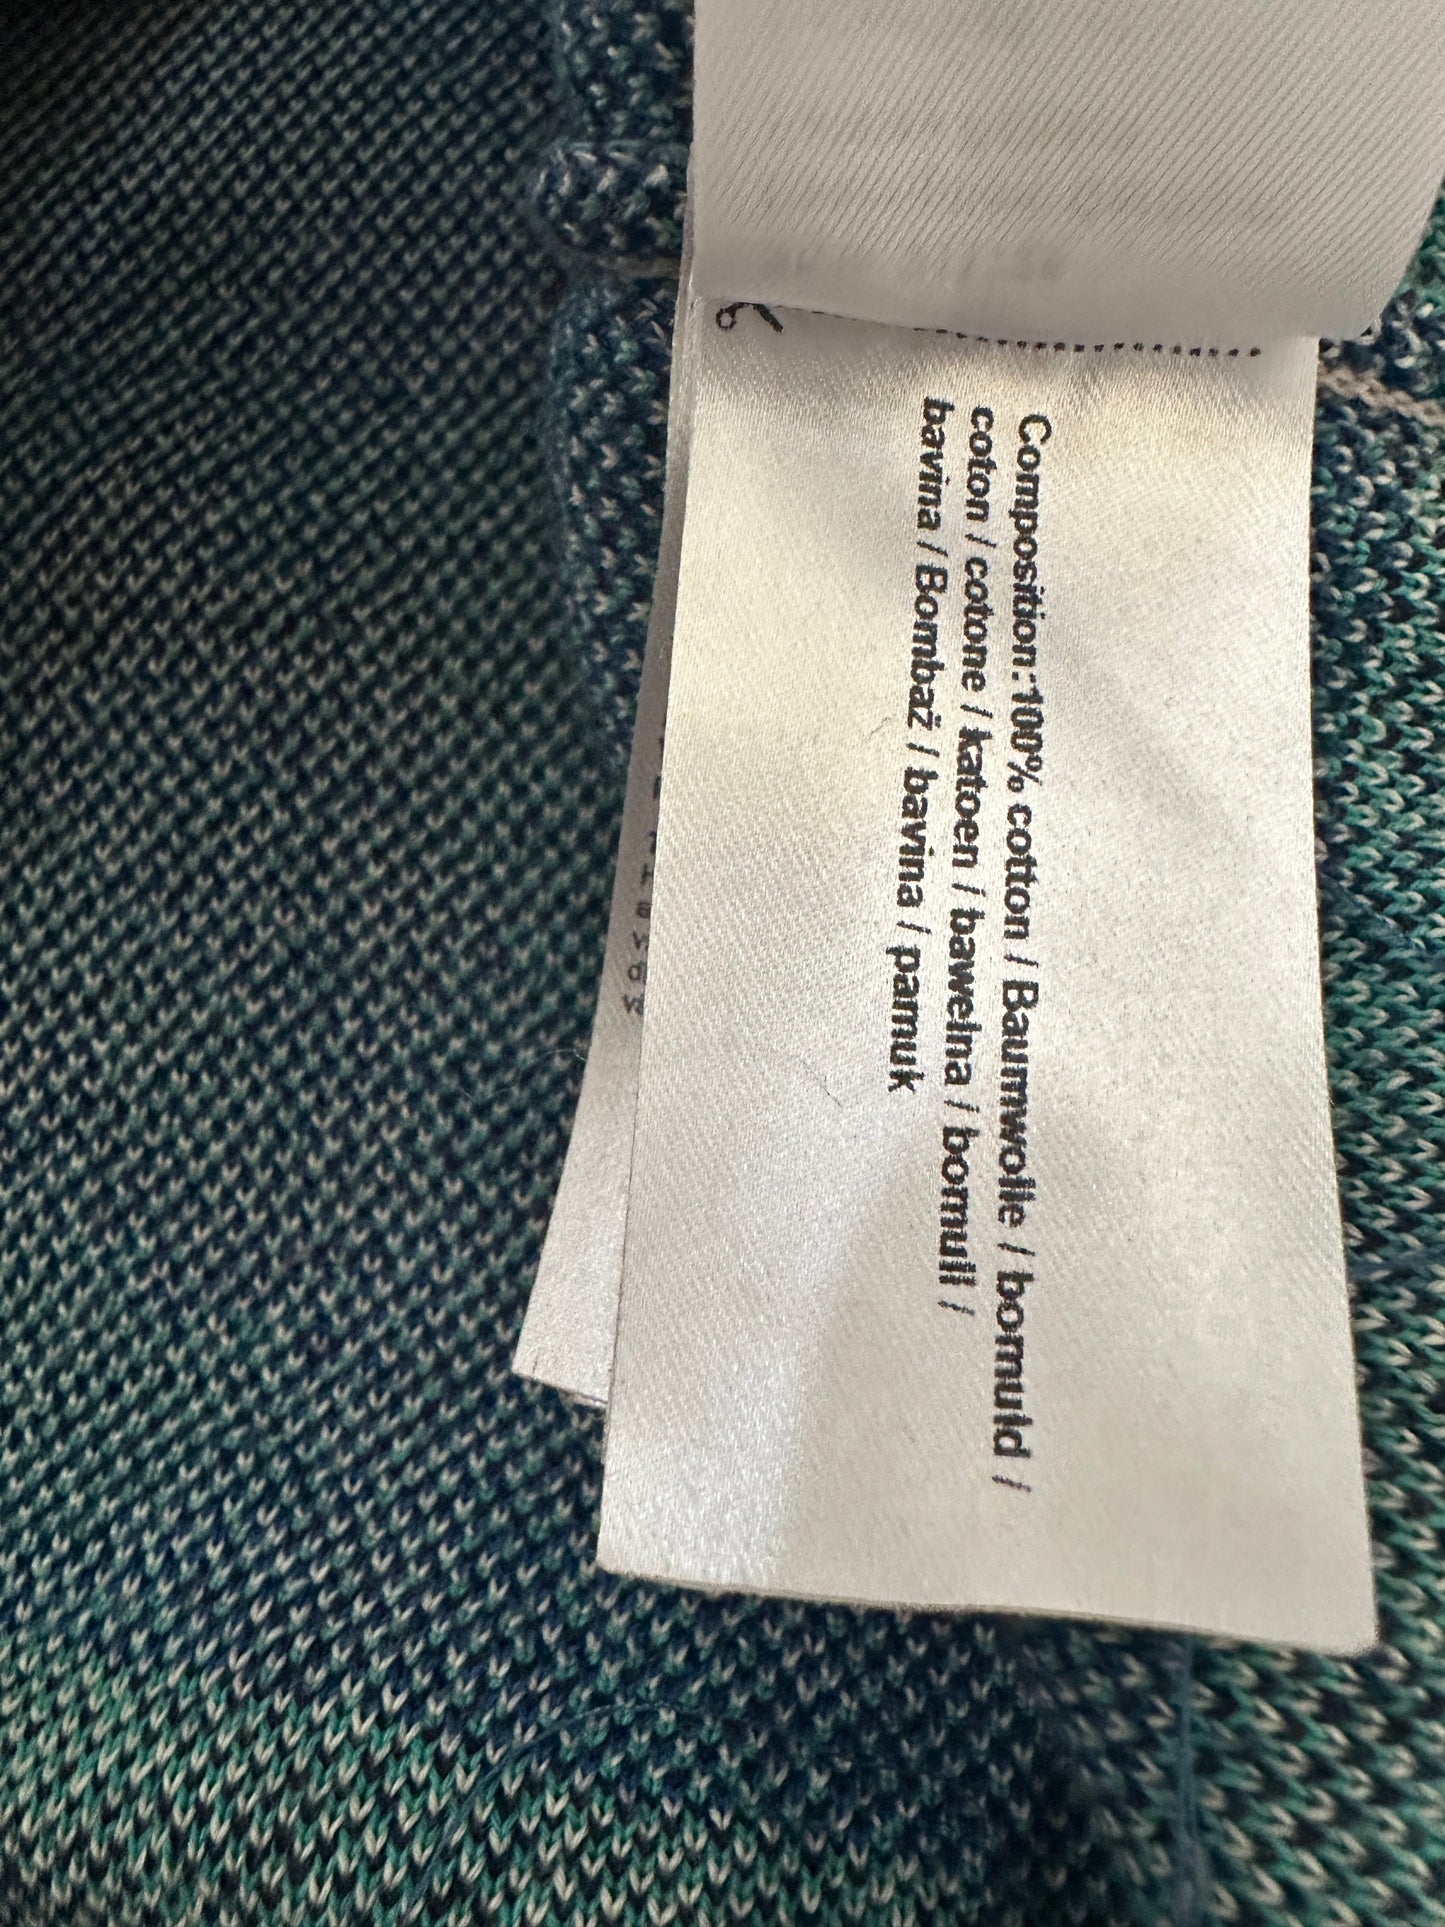 Composition:100% cotton / Baumwolle / bomuld /
coton / cotone / katoen / bawełna / bomull /
bavlna / Bombaž / bavlna / pamuk